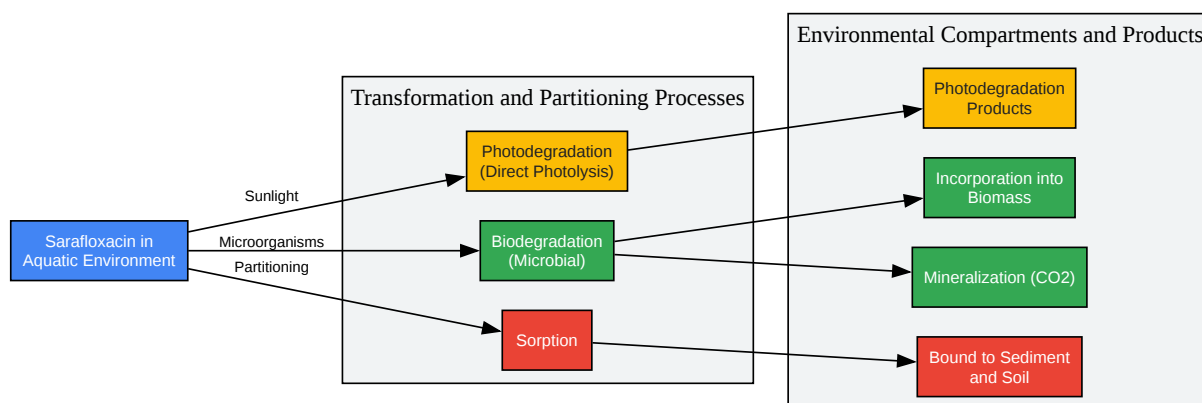 Environmental Compartments and Products
Transformation and Partitioning Processes
Photodegradation
Products
Photodegradation
(Direct Photolysis)
Sunlight
Incorporation into
Biomass
Sarafloxacin in
Aquatic Environment
Microorganisms
Biodegradation
(Microbial)
Partitioning
Mineralization (CO2)
Sorption
Bound to Sediment
and Soil